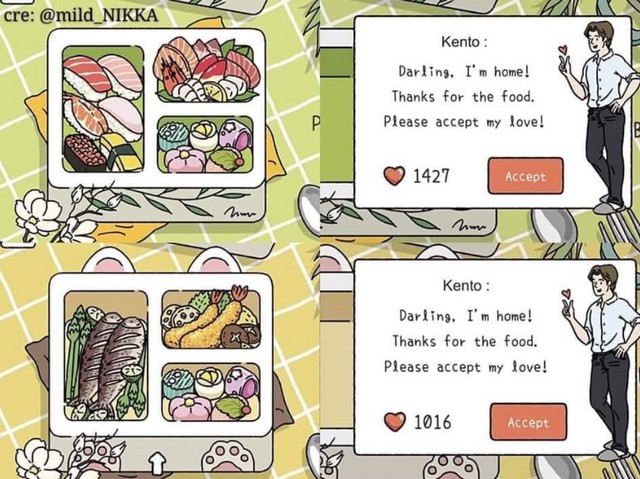 cre: @mild_NIKKA
Kento :
Darling, I'm home!
Thanks for the food.
Please accept my love!
1427
Accept
P
Kento :
Darling, I'm home!
Thanks for the food.
Please accept my love!
1016
Accept